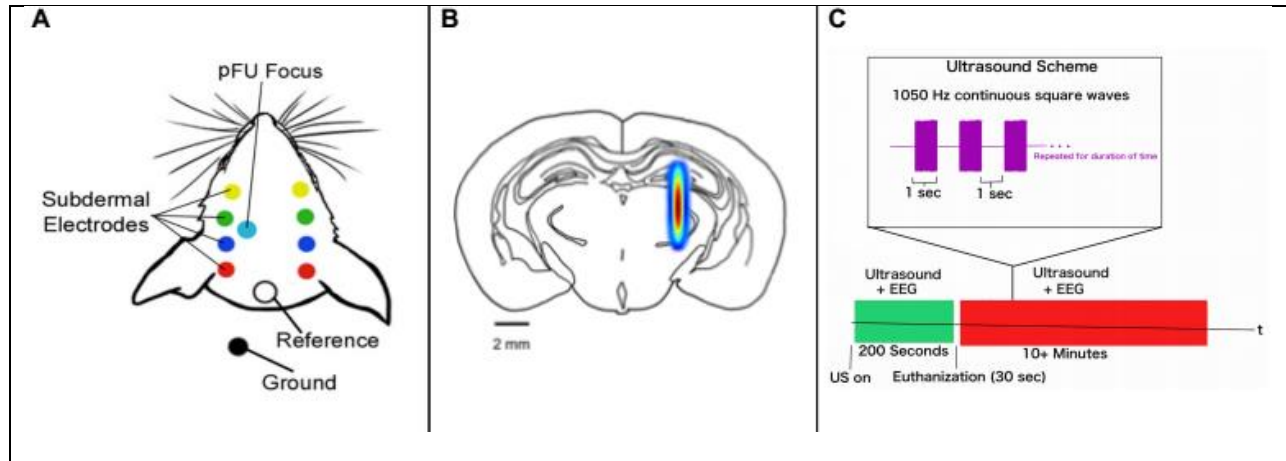 A
pFU Focus
Subdermal
Electrodes
Reference
Ground
B
2 mm
C
Ultrasound Scheme
1050 Hz continuous square waves
Repeated for duration of time
1 sec
1 sec
Ultrasound
+ EEG
Ultrasound
+ EEG
t
200 Seconds
10+ Minutes
US on
Euthanization (30 sec)